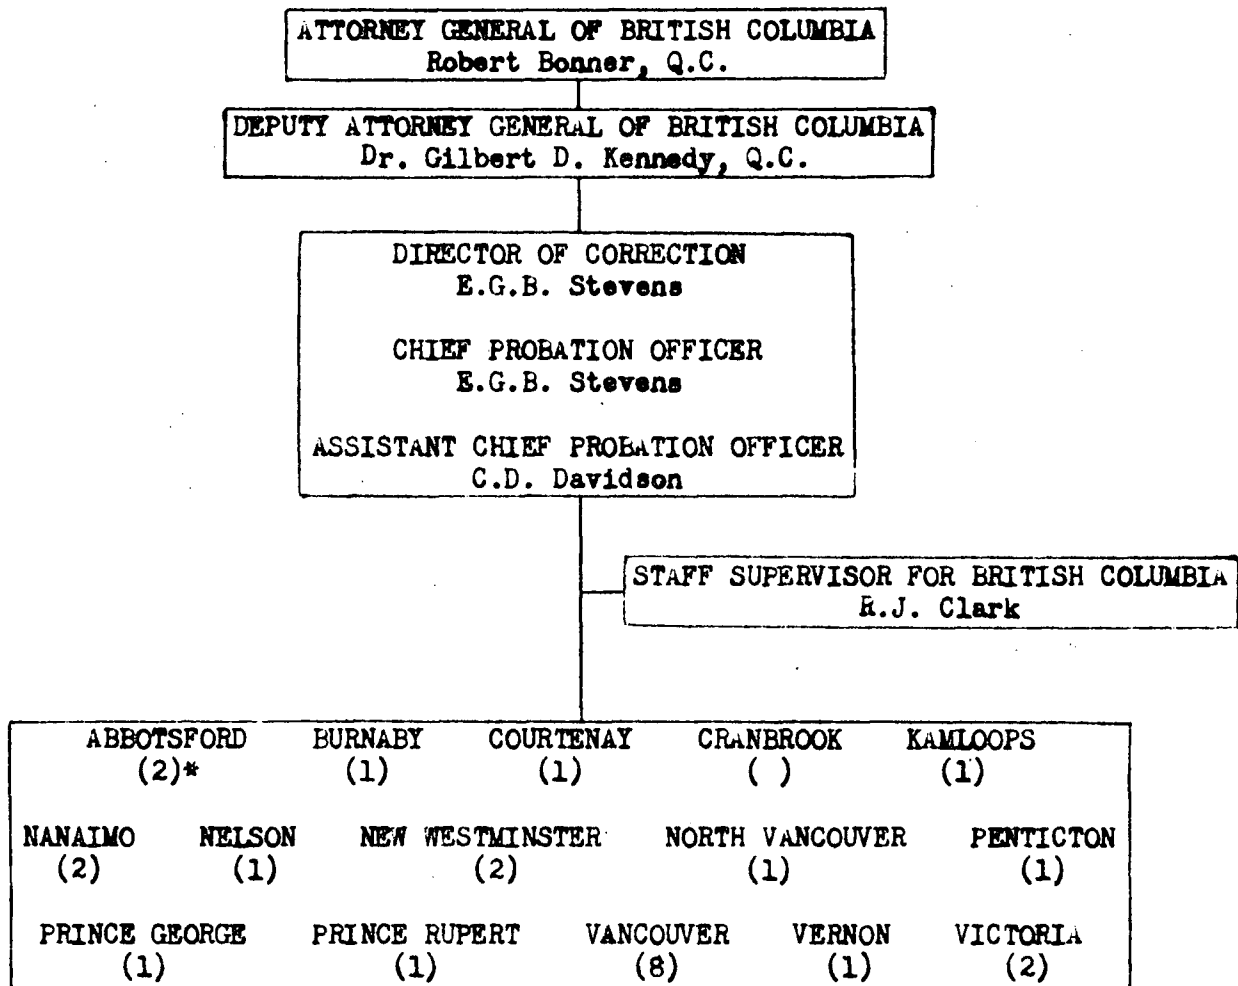 ATTORNEY GENERAL OF BRITISH COLUMBIA
Robert Bonner, Q.C.
DEPUTY ATTORNEY GENERAL OF BRITISH COLUMBIA
Dr. Gilbert D. Kennedy, Q.C.
DIRECTOR OF CORRECTION
E.G.B. Stevens
CHIEF PROBATION OFFICER
E.G.B. Stevens
ASSISTANT CHIEF PROBATION OFFICER
C.D. Davidson
STAFF SUPERVISOR FOR BRITISH COLUMBIA
R.J. Clark
ABBOTSFORD BURNABY COURTENAY CRANBROOK KAMLOOPS
(2)* (1) (1) ( ) (1)
NANAIMO NELSON NEW WESTMINSTER NORTH VANCOUVER PENTICTON
(2) (1) (2) (1) (1)
PRINCE GEORGE PRINCE RUPERT VANCOUVER VERNON VICTORIA
(1) (1) (8) (1) (2)